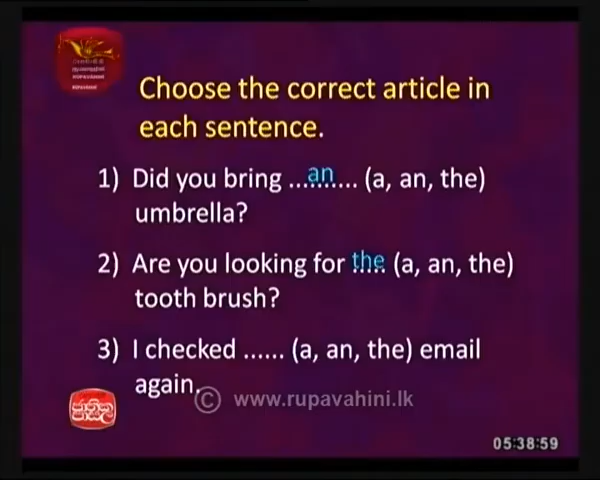 Choose the correct article in
each sentence.
1) Did you bring ...an... (a, an, the)
umbrella?
2) Are you looking for the (a, an, the)
tooth brush?
3) I checked ...... (a, an, the) email
again.
© www.rupavahini.lk
05:38:59